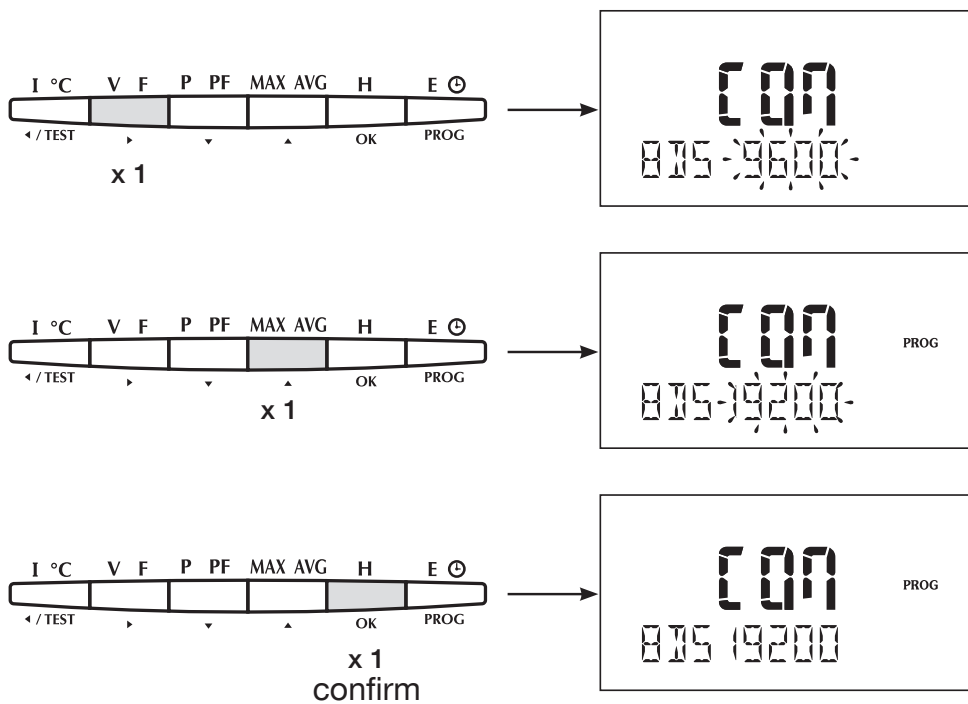 I °C V F P PF MAX AVG H E 🕒
◂ / TEST ▸ ▾ ▴ OK PROG
x 1
COM
BDS 9600
I °C V F P PF MAX AVG H E 🕒
◂ / TEST ▸ ▾ ▴ OK PROG
x 1
COM
PROG
BDS 19200
I °C V F P PF MAX AVG H E 🕒
◂ / TEST ▸ ▾ ▴ OK PROG
x 1
confirm
COM
PROG
BDS 19200